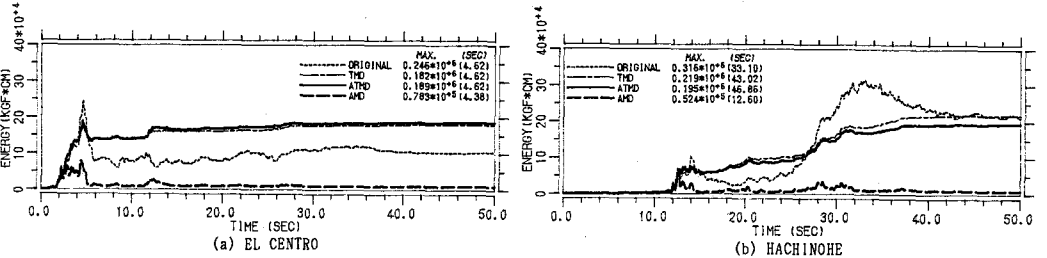 40*10⁺⁴
30
20
10
0
ENERGY(KGF*CM)
MAX. (SEC)
ORIGINAL 0.246*10⁺⁶(4.62)
TMD 0.182*10⁺⁶(4.62)
ATMD 0.189*10⁺⁶(4.62)
AMD 0.783*10⁺⁵(4.38)
0.0 10.0 20.0 30.0 40.0 50.0
TIME (SEC)
(a) EL CENTRO
40*10⁺⁴
30
20
10
0
ENERGY(KGF*CM)
MAX. (SEC)
ORIGINAL 0.316*10⁺⁶(33.10)
TMD 0.219*10⁺⁶(43.02)
ATMD 0.195*10⁺⁶(46.86)
AMD 0.524*10⁺⁵(12.60)
0.0 10.0 20.0 30.0 40.0 50.0
TIME (SEC)
(b) HACHINOHE